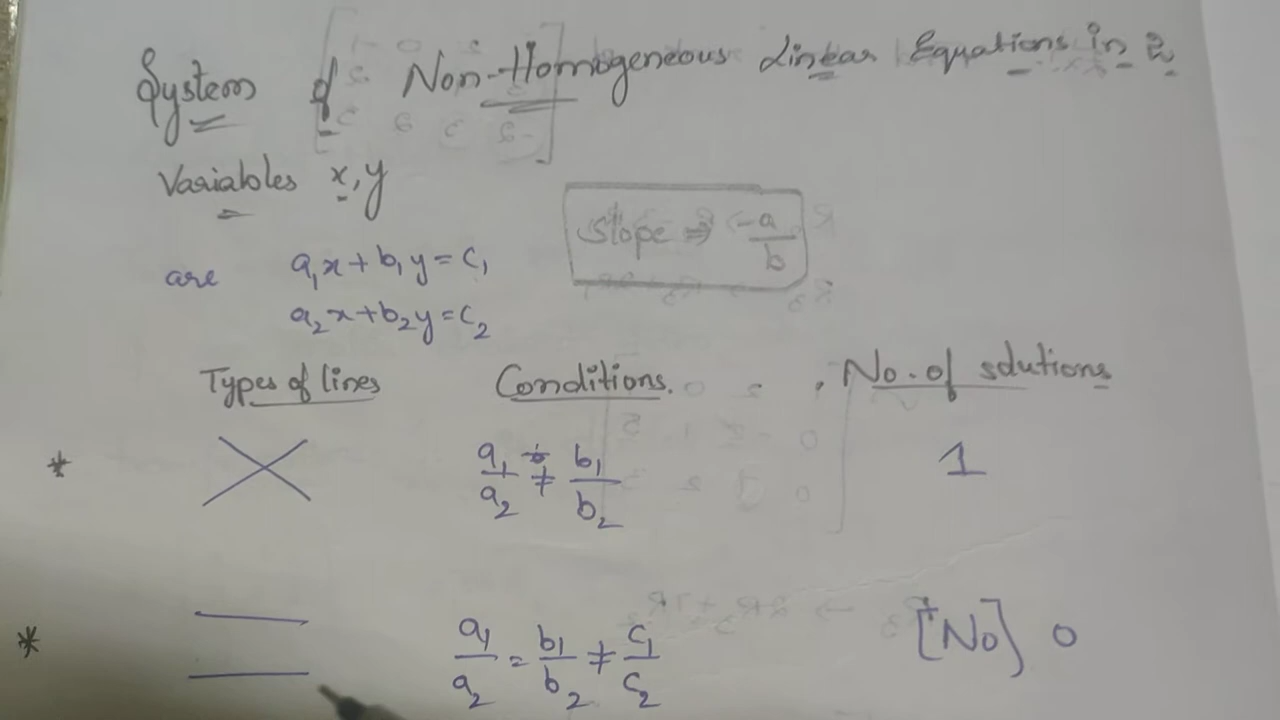 System of Non-Homogeneous Linear Equations in 2
Variables x, y
Slope ⇒ -a/b
are a₁x + b₁y = c₁
a₂x + b₂y = c₂
Types of lines Conditions. No. of solutions
* a₁/a₂ ≠ b₁/b₂ 1
* a₁/a₂ = b₁/b₂ ≠ c₁/c₂ [No] 0